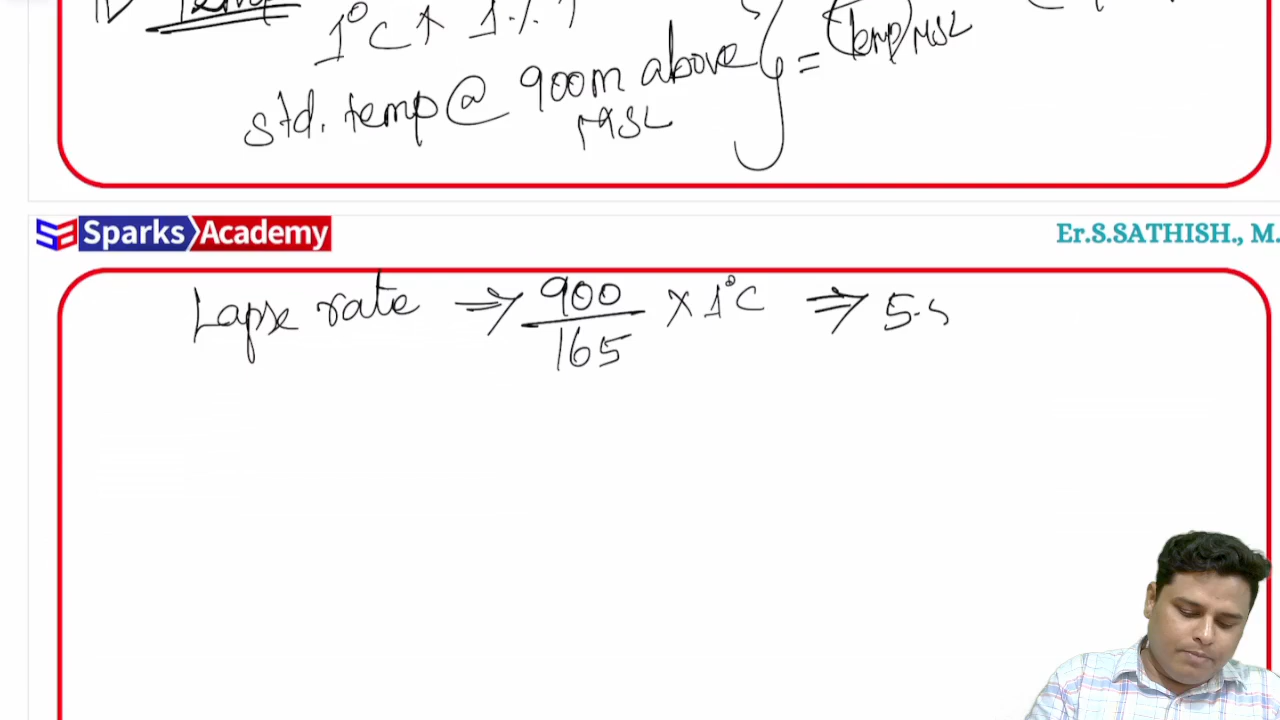 1°C ↑ 1.%. ↑
std. temp @ 900m above } = (temp) MSL
MSL
Sparks Academy
Er.S.SATHISH., M.
Lapse rate ⇒ 900/165 × 1°C ⇒ 5.